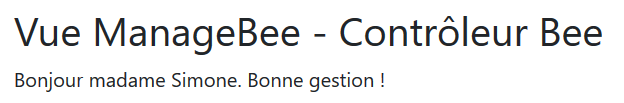 Vue ManageBee - Contrôleur Bee
Bonjour madame Simone. Bonne gestion !